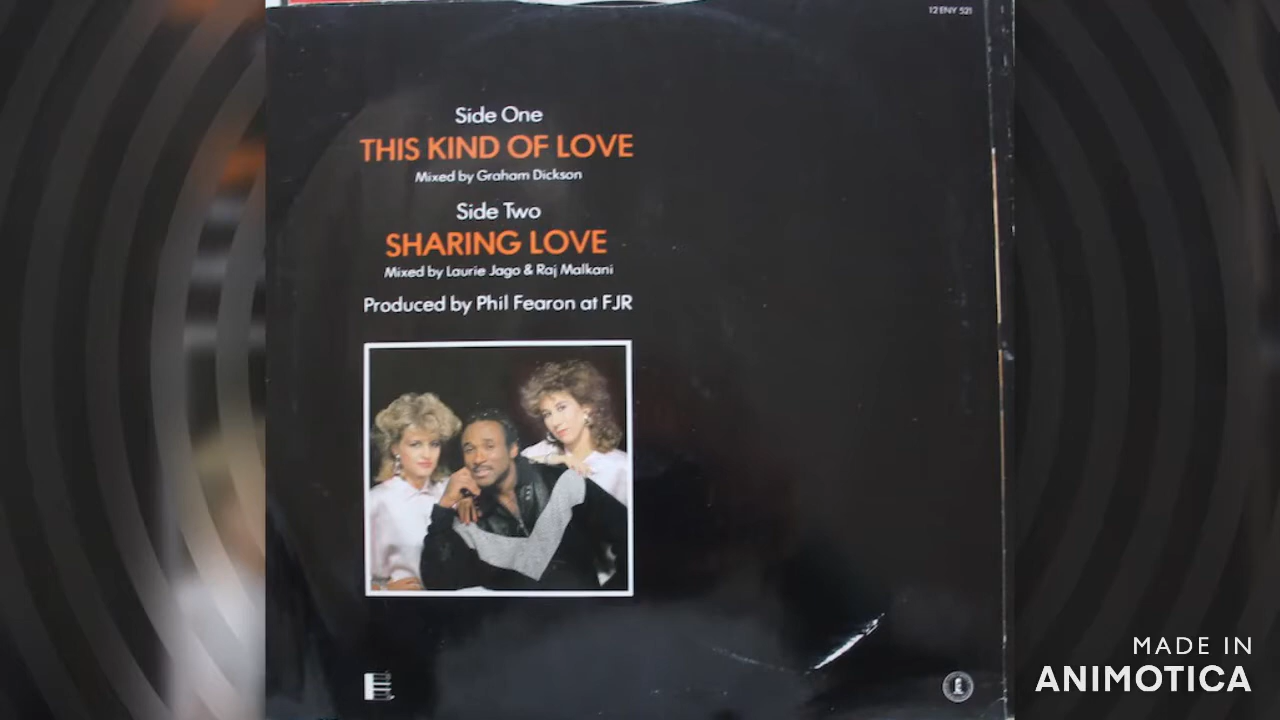 12 ENY 521
Side One
THIS KIND OF LOVE
Mixed by Graham Dickson
Side Two
SHARING LOVE
Mixed by Laurie Jago & Raj Malkani
Produced by Phil Fearon at FJR
MADE IN
ANIMOTICA